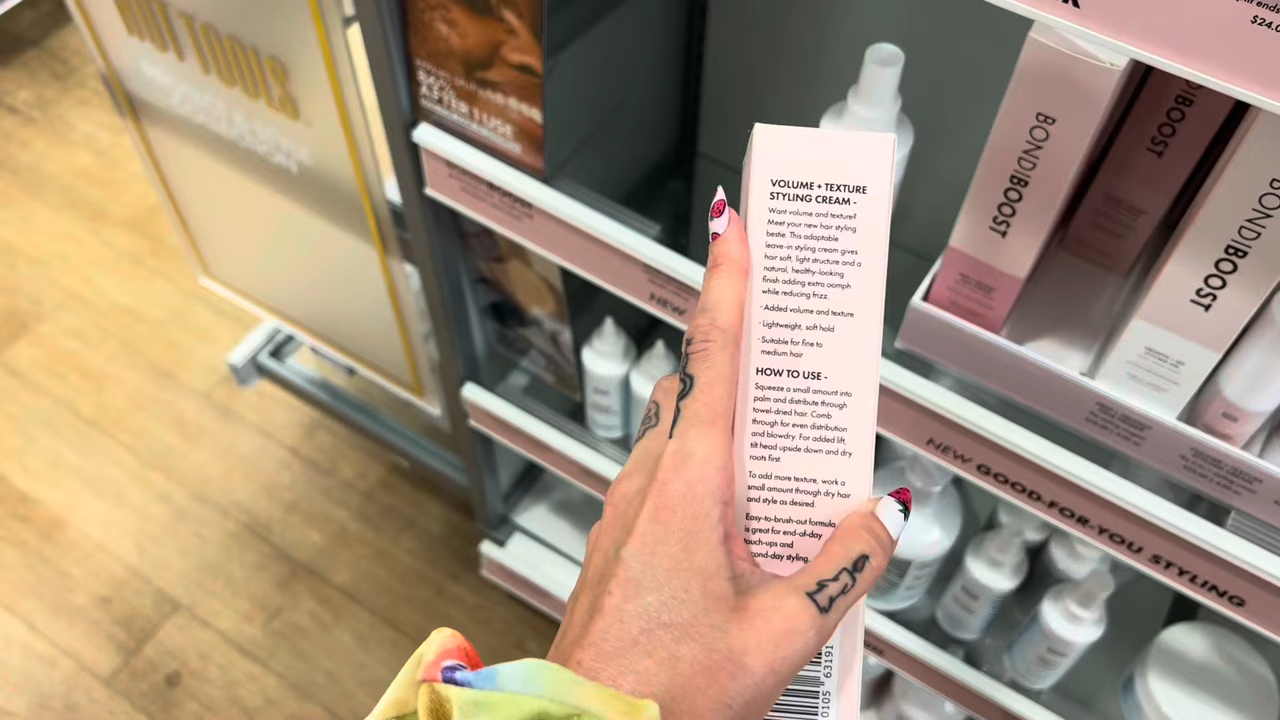 HOT TOOLS
AFTER 1 USE
VOLUME + TEXTURE
STYLING CREAM -
Want volume and texture?
Meet your new hair styling
bestie. This adaptable
leave-in styling cream gives
hair soft, light structure and a
natural, healthy-looking
finish adding extra oomph
while reducing frizz.
· Added volume and texture
· Lightweight, soft hold
· Suitable for fine to
medium hair
HOW TO USE -
Squeeze a small amount into
palm and distribute through
towel-dried hair. Comb
through for even distribution
and blowdry. For added lift,
tilt head upside down and dry
roots first.
To add more texture, work a
small amount through dry hair
and style as desired.
Easy-to-brush-out formula
is great for end-of-day
touch-ups and
cond-day styling.
0105 63191
BONDIBOOST
BONDIBOOST
BONDIBOOST
$24.0
NEW
NEW GOOD-FOR-YOU STYLING